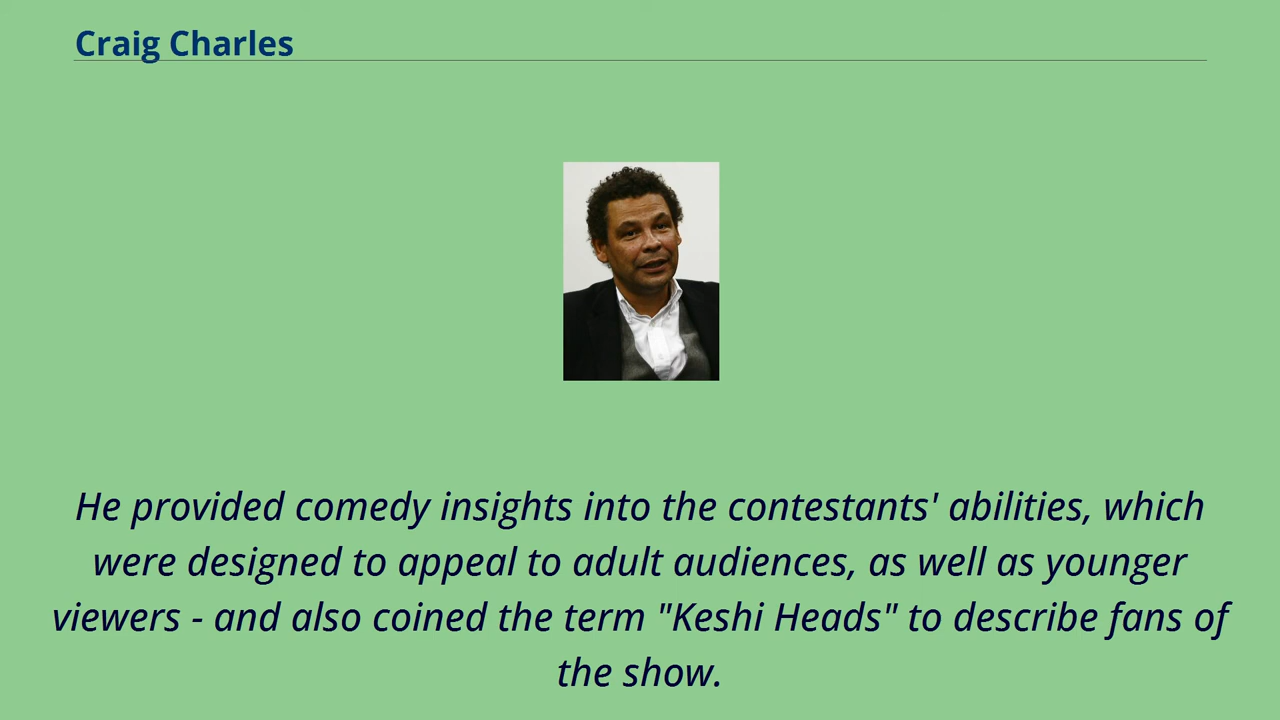 Craig Charles
He provided comedy insights into the contestants' abilities, which
were designed to appeal to adult audiences, as well as younger
viewers - and also coined the term "Keshi Heads" to describe fans of
the show.